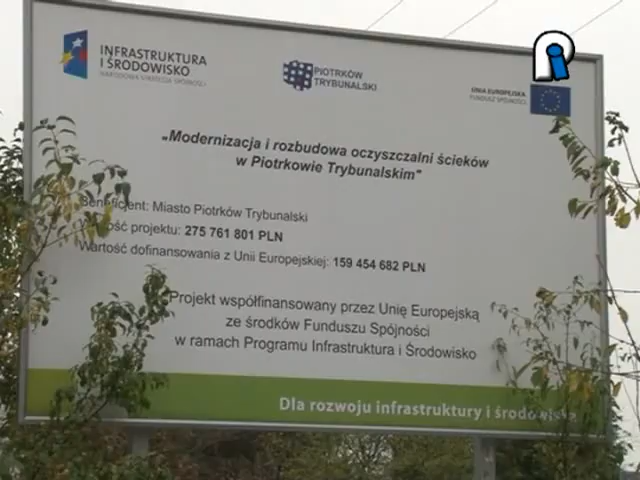 INFRASTRUKTURA
I ŚRODOWISKO
NARODOWA STRATEGIA SPÓJNOŚCI
PIOTRKÓW
TRYBUNALSKI
UNIA EUROPEJSKA
FUNDUSZ SPÓJNOŚCI
„Modernizacja i rozbudowa oczyszczalni ścieków
w Piotrkowie Trybunalskim"
Beneficjent: Miasto Piotrków Trybunalski
Wartość projektu: 275 761 801 PLN
Wartość dofinansowania z Unii Europejskiej: 159 454 682 PLN
Projekt współfinansowany przez Unię Europejską
ze środków Funduszu Spójności
w ramach Programu Infrastruktura i Środowisko
Dla rozwoju infrastruktury i środowiska